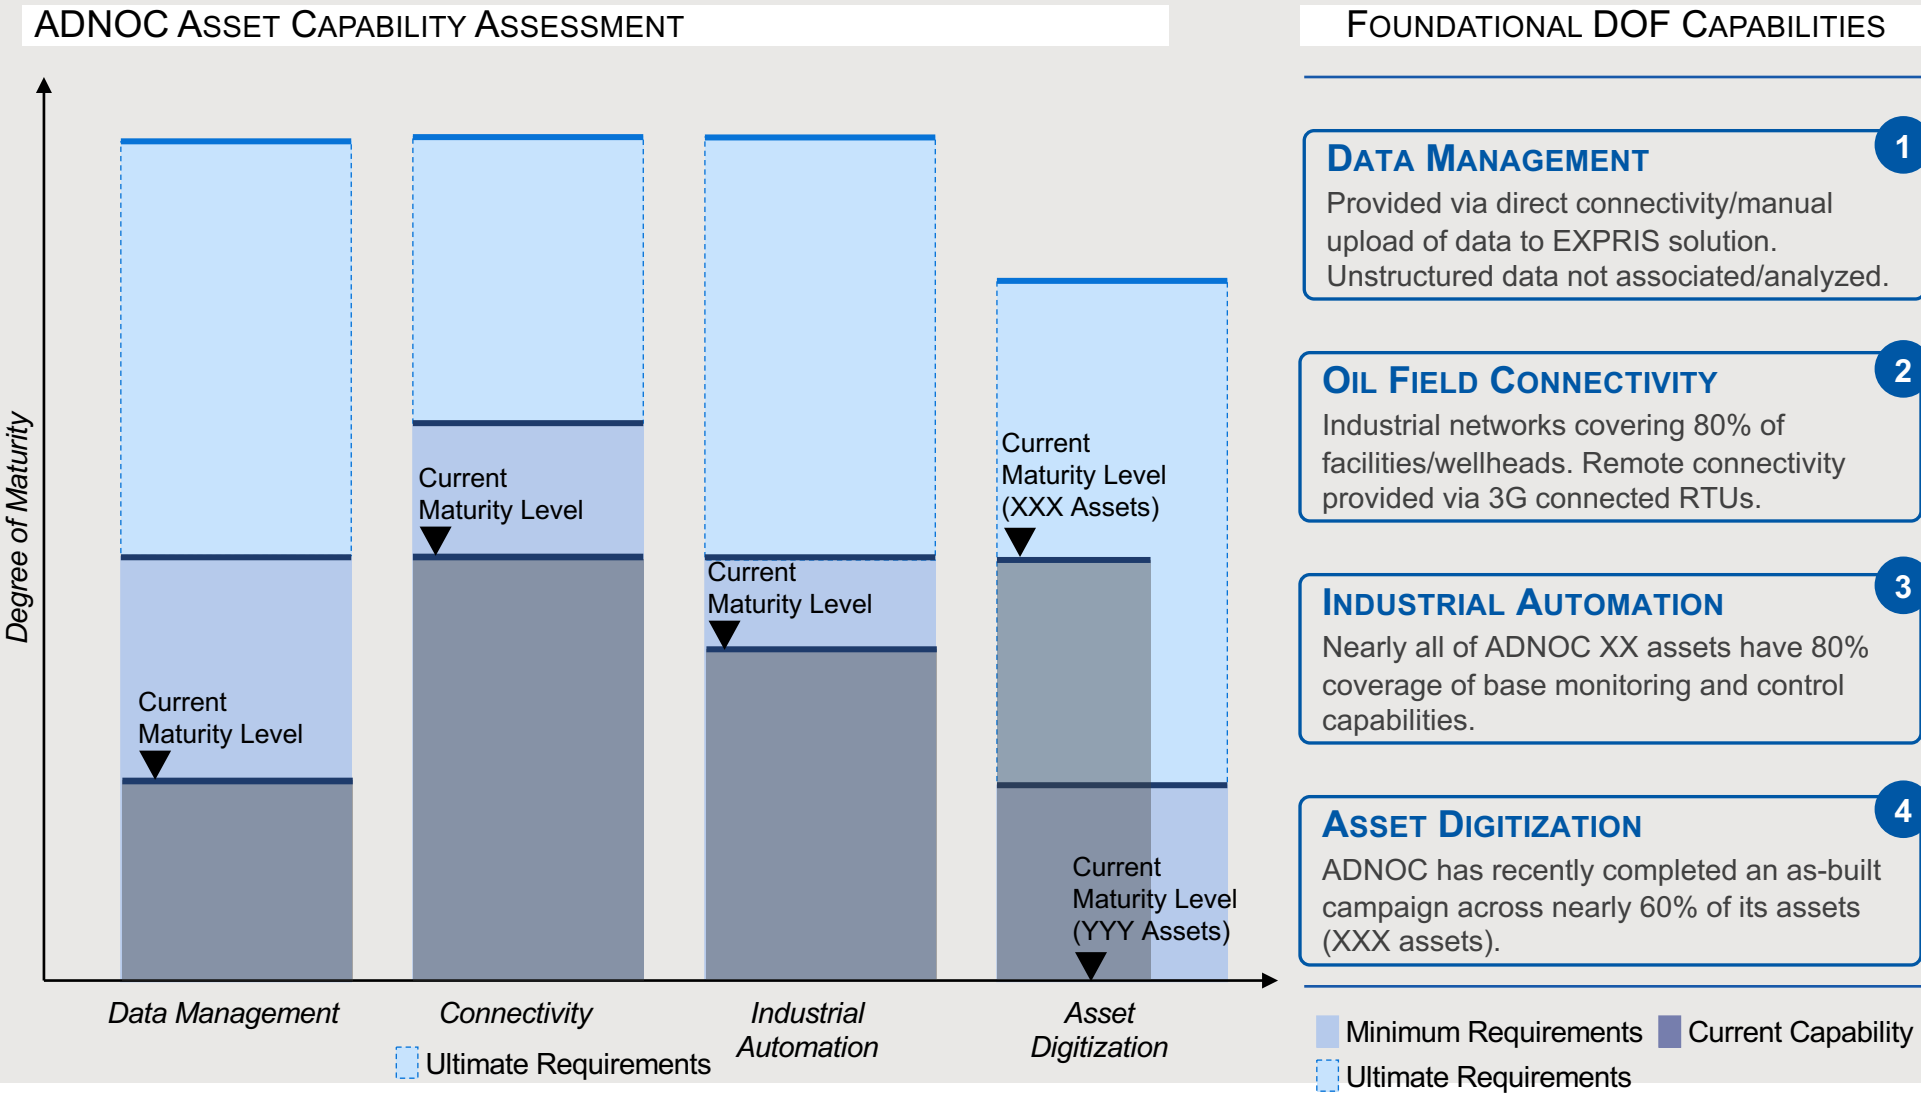 ADNOC ASSET CAPABILITY ASSESSMENT
FOUNDATIONAL DOF CAPABILITIES
Degree of Maturity
Current
Maturity Level
Current
Maturity Level
Current
Maturity Level
Current
Maturity Level
(XXX Assets)
Current
Maturity Level
(YYY Assets)
Data Management
Connectivity
Industrial
Automation
Asset
Digitization
Ultimate Requirements
1
DATA MANAGEMENT
Provided via direct connectivity/manual
upload of data to EXPRIS solution.
Unstructured data not associated/analyzed.
2
OIL FIELD CONNECTIVITY
Industrial networks covering 80% of
facilities/wellheads. Remote connectivity
provided via 3G connected RTUs.
3
INDUSTRIAL AUTOMATION
Nearly all of ADNOC XX assets have 80%
coverage of base monitoring and control
capabilities.
4
ASSET DIGITIZATION
ADNOC has recently completed an as-built
campaign across nearly 60% of its assets
(XXX assets).
Minimum Requirements
Current Capability
Ultimate Requirements